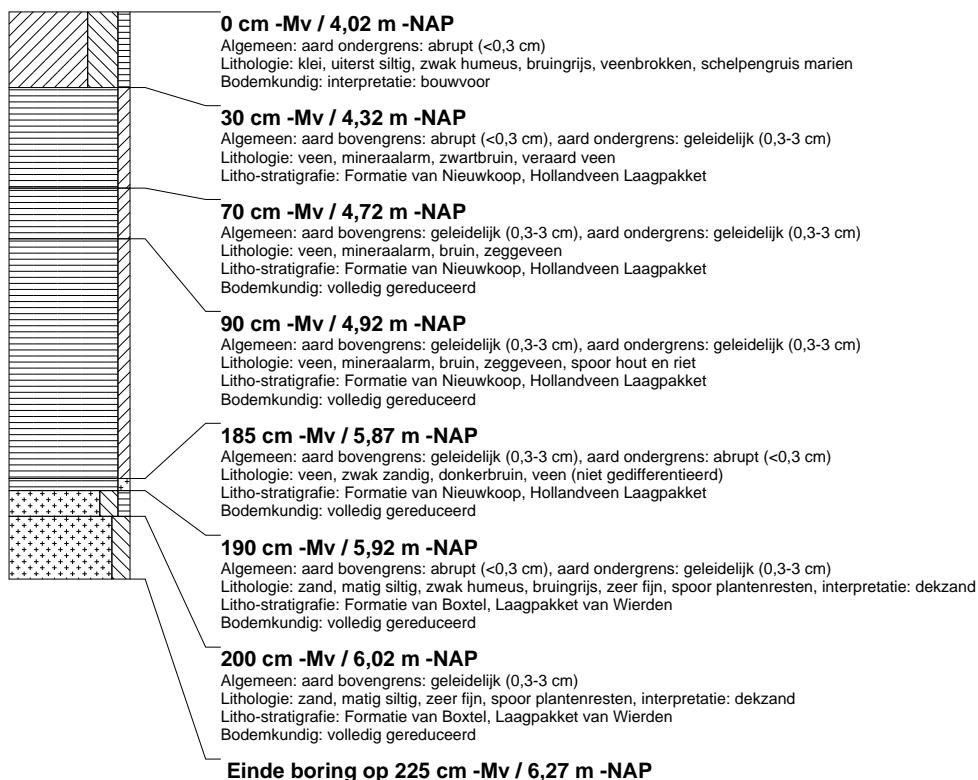 0 cm -Mv / 4,02 m -NAP
Algemeen: aard ondergrens: abrupt (<0,3 cm)
Lithologie: klei, uiterst siltig, zwak humeus, bruingrijs, veenbrokken, schelpengruis marien
Bodemkundig: interpretatie: bouwvoor
30 cm -Mv / 4,32 m -NAP
Algemeen: aard bovengrens: abrupt (<0,3 cm), aard ondergrens: geleidelijk (0,3-3 cm)
Lithologie: veen, mineraalarm, zwartbruin, veraard veen
Litho-stratigrafie: Formatie van Nieuwkoop, Hollandveen Laagpakket
70 cm -Mv / 4,72 m -NAP
Algemeen: aard bovengrens: geleidelijk (0,3-3 cm), aard ondergrens: geleidelijk (0,3-3 cm)
Lithologie: veen, mineraalarm, bruin, zeggeveen
Litho-stratigrafie: Formatie van Nieuwkoop, Hollandveen Laagpakket
Bodemkundig: volledig gereduceerd
90 cm -Mv / 4,92 m -NAP
Algemeen: aard bovengrens: geleidelijk (0,3-3 cm), aard ondergrens: geleidelijk (0,3-3 cm)
Lithologie: veen, mineraalarm, bruin, zeggeveen, spoor hout en riet
Litho-stratigrafie: Formatie van Nieuwkoop, Hollandveen Laagpakket
Bodemkundig: volledig gereduceerd
185 cm -Mv / 5,87 m -NAP
Algemeen: aard bovengrens: geleidelijk (0,3-3 cm), aard ondergrens: abrupt (<0,3 cm)
Lithologie: veen, zwak zandig, donkerbruin, veen (niet gedifferentieerd)
Litho-stratigrafie: Formatie van Nieuwkoop, Hollandveen Laagpakket
Bodemkundig: volledig gereduceerd
190 cm -Mv / 5,92 m -NAP
Algemeen: aard bovengrens: abrupt (<0,3 cm), aard ondergrens: geleidelijk (0,3-3 cm)
Lithologie: zand, matig siltig, zwak humeus, bruingrijs, zeer fijn, spoor plantenresten, interpretatie: dekzand
Litho-stratigrafie: Formatie van Boxtel, Laagpakket van Wierden
Bodemkundig: volledig gereduceerd
200 cm -Mv / 6,02 m -NAP
Algemeen: aard bovengrens: geleidelijk (0,3-3 cm)
Lithologie: zand, matig siltig, zeer fijn, spoor plantenresten, interpretatie: dekzand
Litho-stratigrafie: Formatie van Boxtel, Laagpakket van Wierden
Bodemkundig: volledig gereduceerd
Einde boring op 225 cm -Mv / 6,27 m -NAP